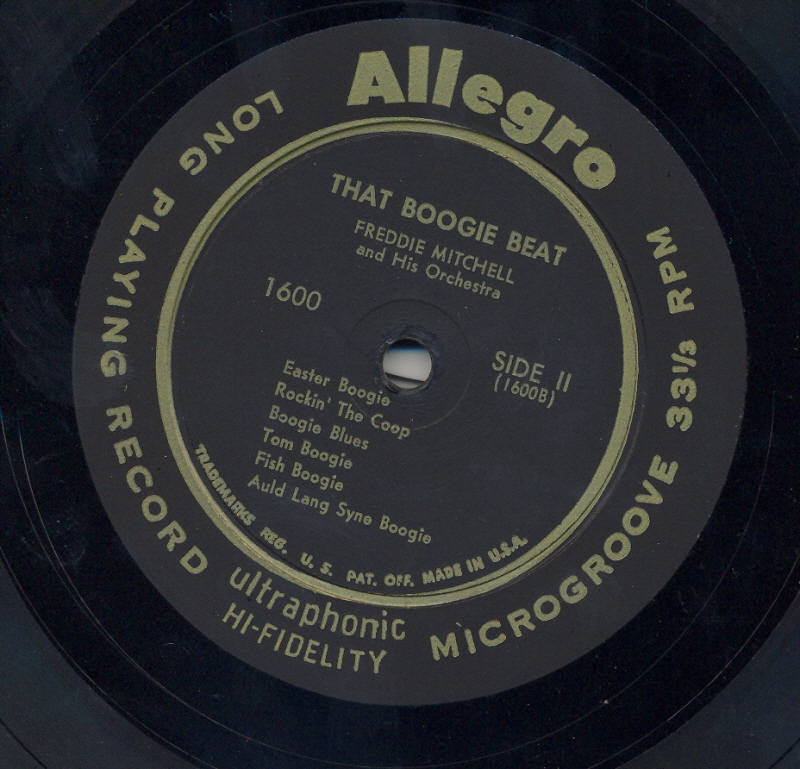 Allegro
LONG PLAYING RECORD
MICROGROOVE 33⅓ RPM
THAT BOOGIE BEAT
FREDDIE MITCHELL
and His Orchestra
1600
SIDE II
(1600B)
Easter Boogie
Rockin' The Coop
Boogie Blues
Tom Boogie
Fish Boogie
Auld Lang Syne Boogie
TRADEMARKS REG. U. S. PAT. OFF. MADE IN U.S.A.
ultraphonic
HI-FIDELITY